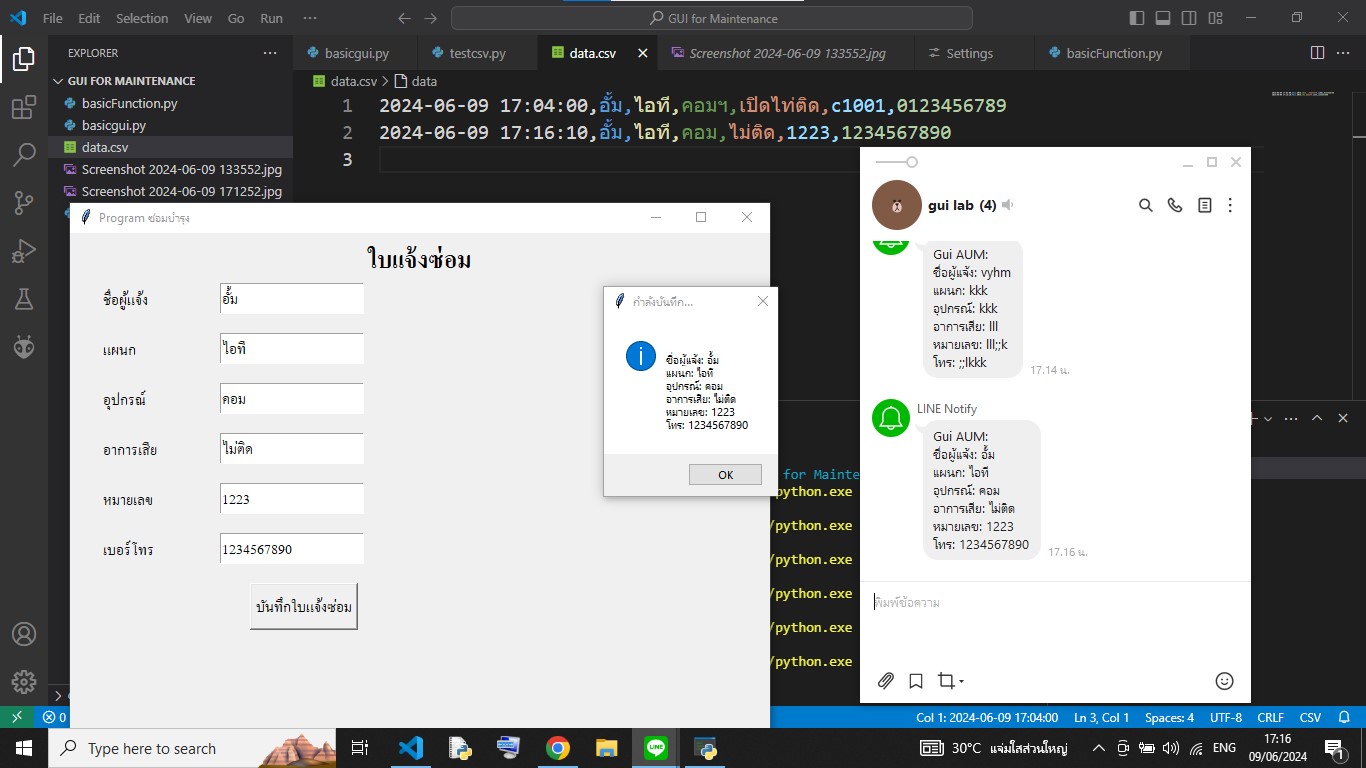 File Edit Selection View Go Run ···
GUI for Maintenance
EXPLORER ···
GUI FOR MAINTENANCE
basicFunction.py
basicgui.py
data.csv
Screenshot 2024-06-09 133552.jpg
Screenshot 2024-06-09 171252.jpg
basicgui.py testcsv.py data.csv Screenshot 2024-06-09 133552.jpg Settings basicFunction.py
data.csv > data
1 2024-06-09 17:04:00,อั้ม,ไอที,คอมฯ,เปิดไท่ติด,c1001,0123456789
2 2024-06-09 17:16:10,อั้ม,ไอที,คอม,ไม่ติด,1223,1234567890
3
Program ซ่อมบำรุง
ใบแจ้งซ่อม
ชื่อผู้แจ้ง อั้ม
แผนก ไอที
อุปกรณ์ คอม
อาการเสีย ไม่ติด
หมายเลข 1223
เบอร์โทร 1234567890
บันทึกใบแจ้งซ่อม
กำลังบันทึก...
ชื่อผู้แจ้ง: อั้ม
แผนก: ไอที
อุปกรณ์: คอม
อาการเสีย: ไม่ติด
หมายเลข: 1223
โทร: 1234567890
OK
for Mainte
/python.exe
/python.exe
/python.exe
/python.exe
/python.exe
/python.exe
gui lab (4)
Gui AUM:
ชื่อผู้แจ้ง: vyhm
แผนก: kkk
อุปกรณ์: kkk
อาการเสีย: lll
หมายเลข: lll;;k
โทร: ;;lkkk
17.14 น.
LINE Notify
Gui AUM:
ชื่อผู้แจ้ง: อั้ม
แผนก: ไอที
อุปกรณ์: คอม
อาการเสีย: ไม่ติด
หมายเลข: 1223
โทร: 1234567890
17.16 น.
พิมพ์ข้อความ
0
Col 1: 2024-06-09 17:04:00 Ln 3, Col 1 Spaces: 4 UTF-8 CRLF CSV
Type here to search
30°C แจ่มใสส่วนใหญ่ ENG
17:16
09/06/2024
1